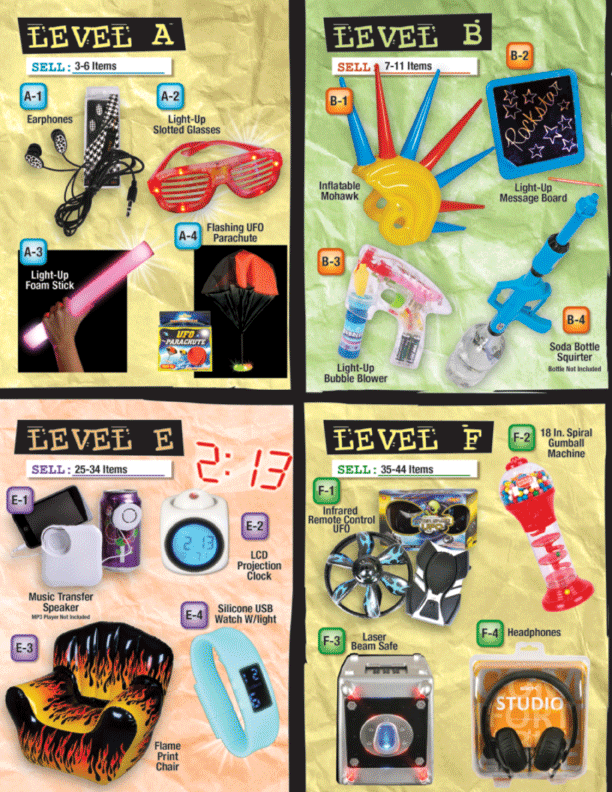 LEVEL A
SELL: 3-6 Items
A-1
Earphones
A-2
Light-Up
Slotted Glasses
A-3
Light-Up
Foam Stick
A-4
Flashing UFO
Parachute
UFO
PARACHUTE
LEVEL B
SELL: 7-11 Items
B-1
Inflatable
Mohawk
B-2
Rockstar
Light-Up
Message Board
B-3
Light-Up
Bubble Blower
B-4
Soda Bottle
Squirter
Bottle Not Included
LEVEL E
SELL: 25-34 Items
2:13
E-1
Music Transfer
Speaker
MP3 Player Not Included
E-2
2:13
LCD
Projection
Clock
E-3
Flame
Print
Chair
E-4
Silicone USB
Watch W/light
LEVEL F
SELL: 35-44 Items
F-1
Infrared
Remote Control
UFO
F-2
18 In. Spiral
Gumball
Machine
F-3
Laser
Beam Safe
F-4
Headphones
STUDIO